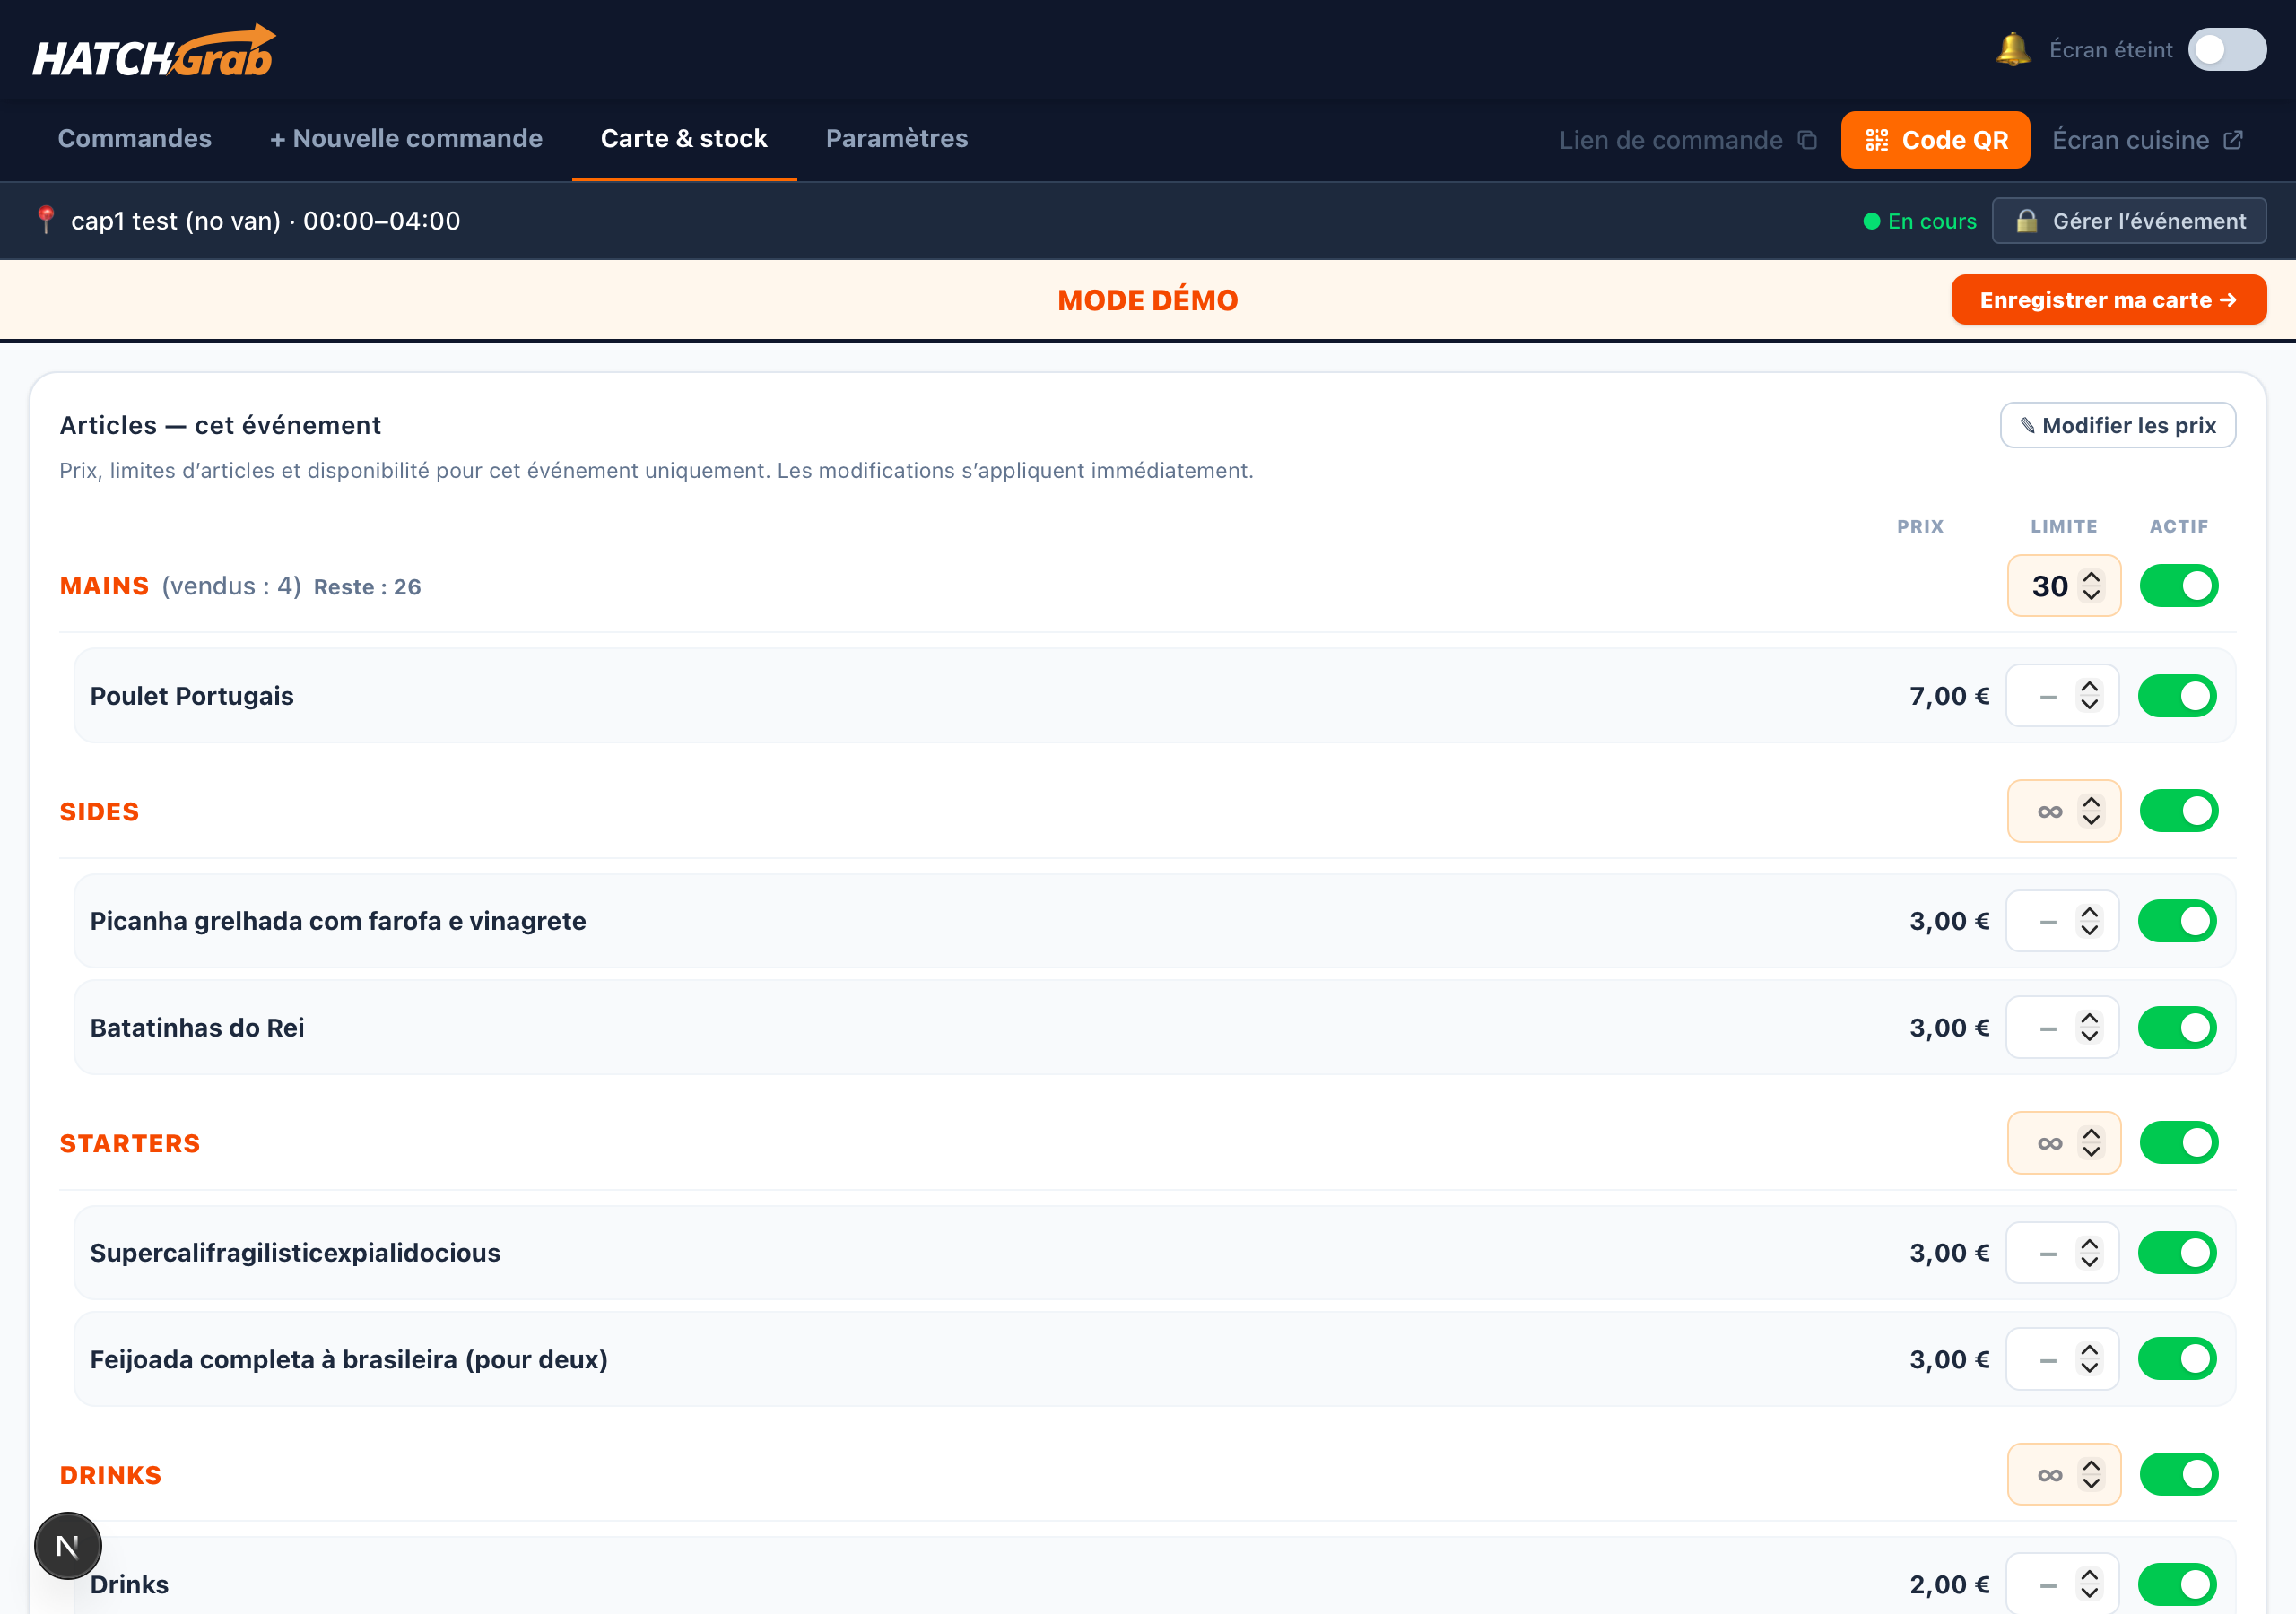 HATCHGrab
Écran éteint
Commandes
+ Nouvelle commande
Carte & stock
Paramètres
Lien de commande
Code QR
Écran cuisine
cap1 test (no van) · 00:00–04:00
En cours
Gérer l’événement
MODE DÉMO
Enregistrer ma carte →
Articles — cet événement
✎ Modifier les prix
Prix, limites d’articles et disponibilité pour cet événement uniquement. Les modifications s’appliquent immédiatement.
PRIX LIMITE ACTIF
MAINS (vendus : 4) Reste : 26 30
Poulet Portugais 7,00 € –
SIDES ∞
Picanha grelhada com farofa e vinagrete 3,00 € –
Batatinhas do Rei 3,00 € –
STARTERS ∞
Supercalifragilisticexpialidocious 3,00 € –
Feijoada completa à brasileira (pour deux) 3,00 € –
DRINKS ∞
N
Drinks 2,00 € –